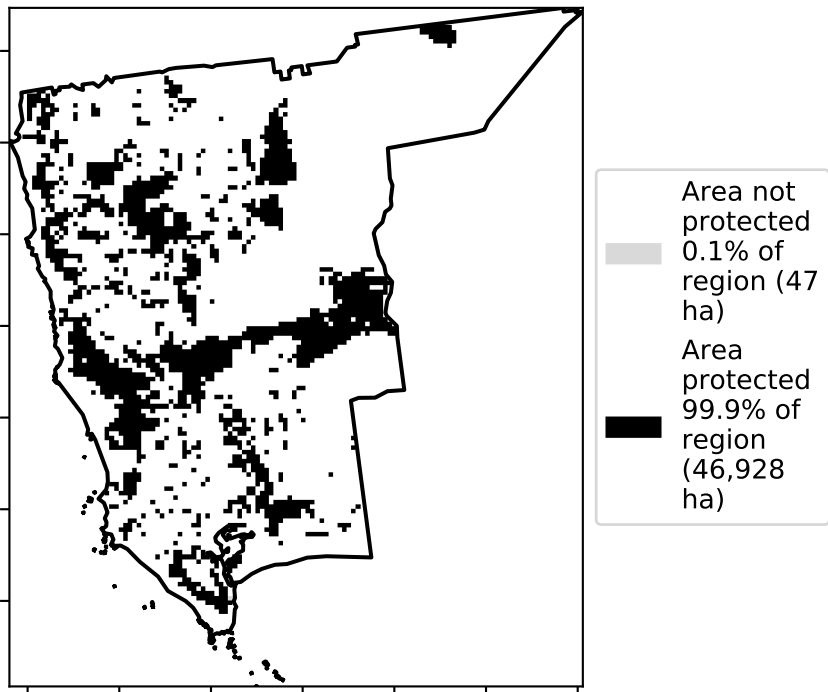 Area not
protected
0.1% of
region (47
ha)
Area
protected
99.9% of
region
(46,928
ha)